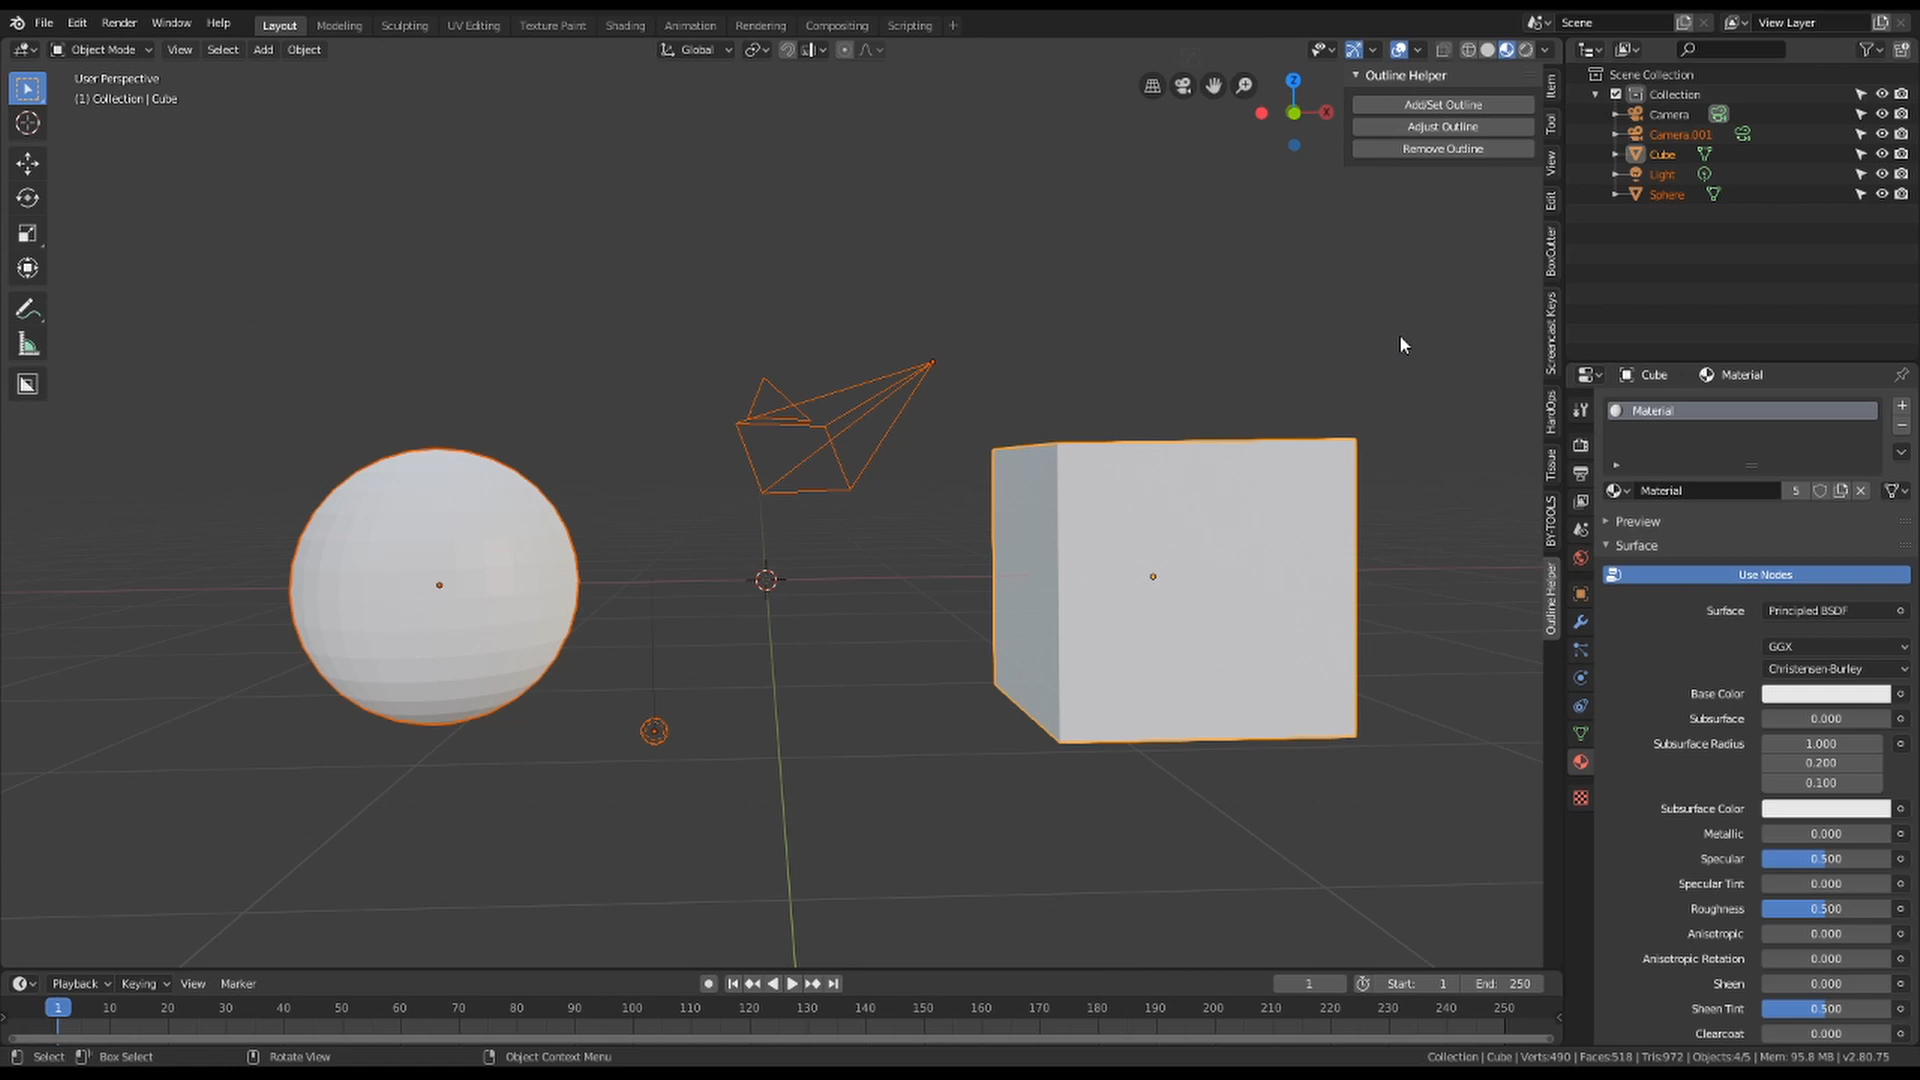 File Edit Render Window Help
Layout Modeling Sculpting UV Editing Texture Paint Shading Animation Rendering Compositing Scripting +
Scene
View Layer
Object Mode View Select Add Object
Global
User Perspective
(1) Collection | Cube
Z
X
Outline Helper
Add/Set Outline
Adjust Outline
Remove Outline
Item
Tool
View
Edit
BoxCutter
Screencast Keys
HardOps
Tissue
BY-TOOLS
Outline Helper
Scene Collection
Collection
Camera
Camera.001
Cube
Light
Sphere
Cube Material
Material
Material 5
Preview
Surface
Use Nodes
Surface Principled BSDF
GGX
Christensen-Burley
Base Color
Subsurface 0.000
Subsurface Radius 1.000
0.200
0.100
Subsurface Color
Metallic 0.000
Specular 0.500
Specular Tint 0.000
Roughness 0.500
Anisotropic 0.000
Anisotropic Rotation 0.000
Sheen 0.000
Sheen Tint 0.500
Clearcoat 0.000
Playback Keying View Marker
1 Start: 1 End: 250
1 10 20 30 40 50 60 70 80 90 100 110 120 130 140 150 160 170 180 190 200 210 220 230 240 250
Select Box Select Rotate View Object Context Menu
Collection | Cube | Verts:490 | Faces:518 | Tris:972 | Objects:4/5 | Mem: 95.8 MB | v2.80.75